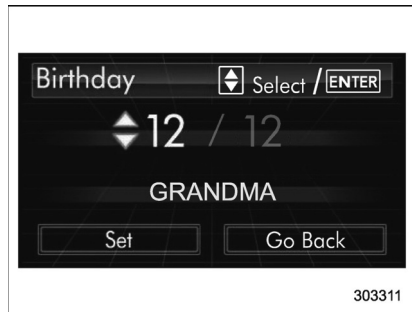 Birthday Select / ENTER
12 / 12
GRANDMA
Set Go Back
303311